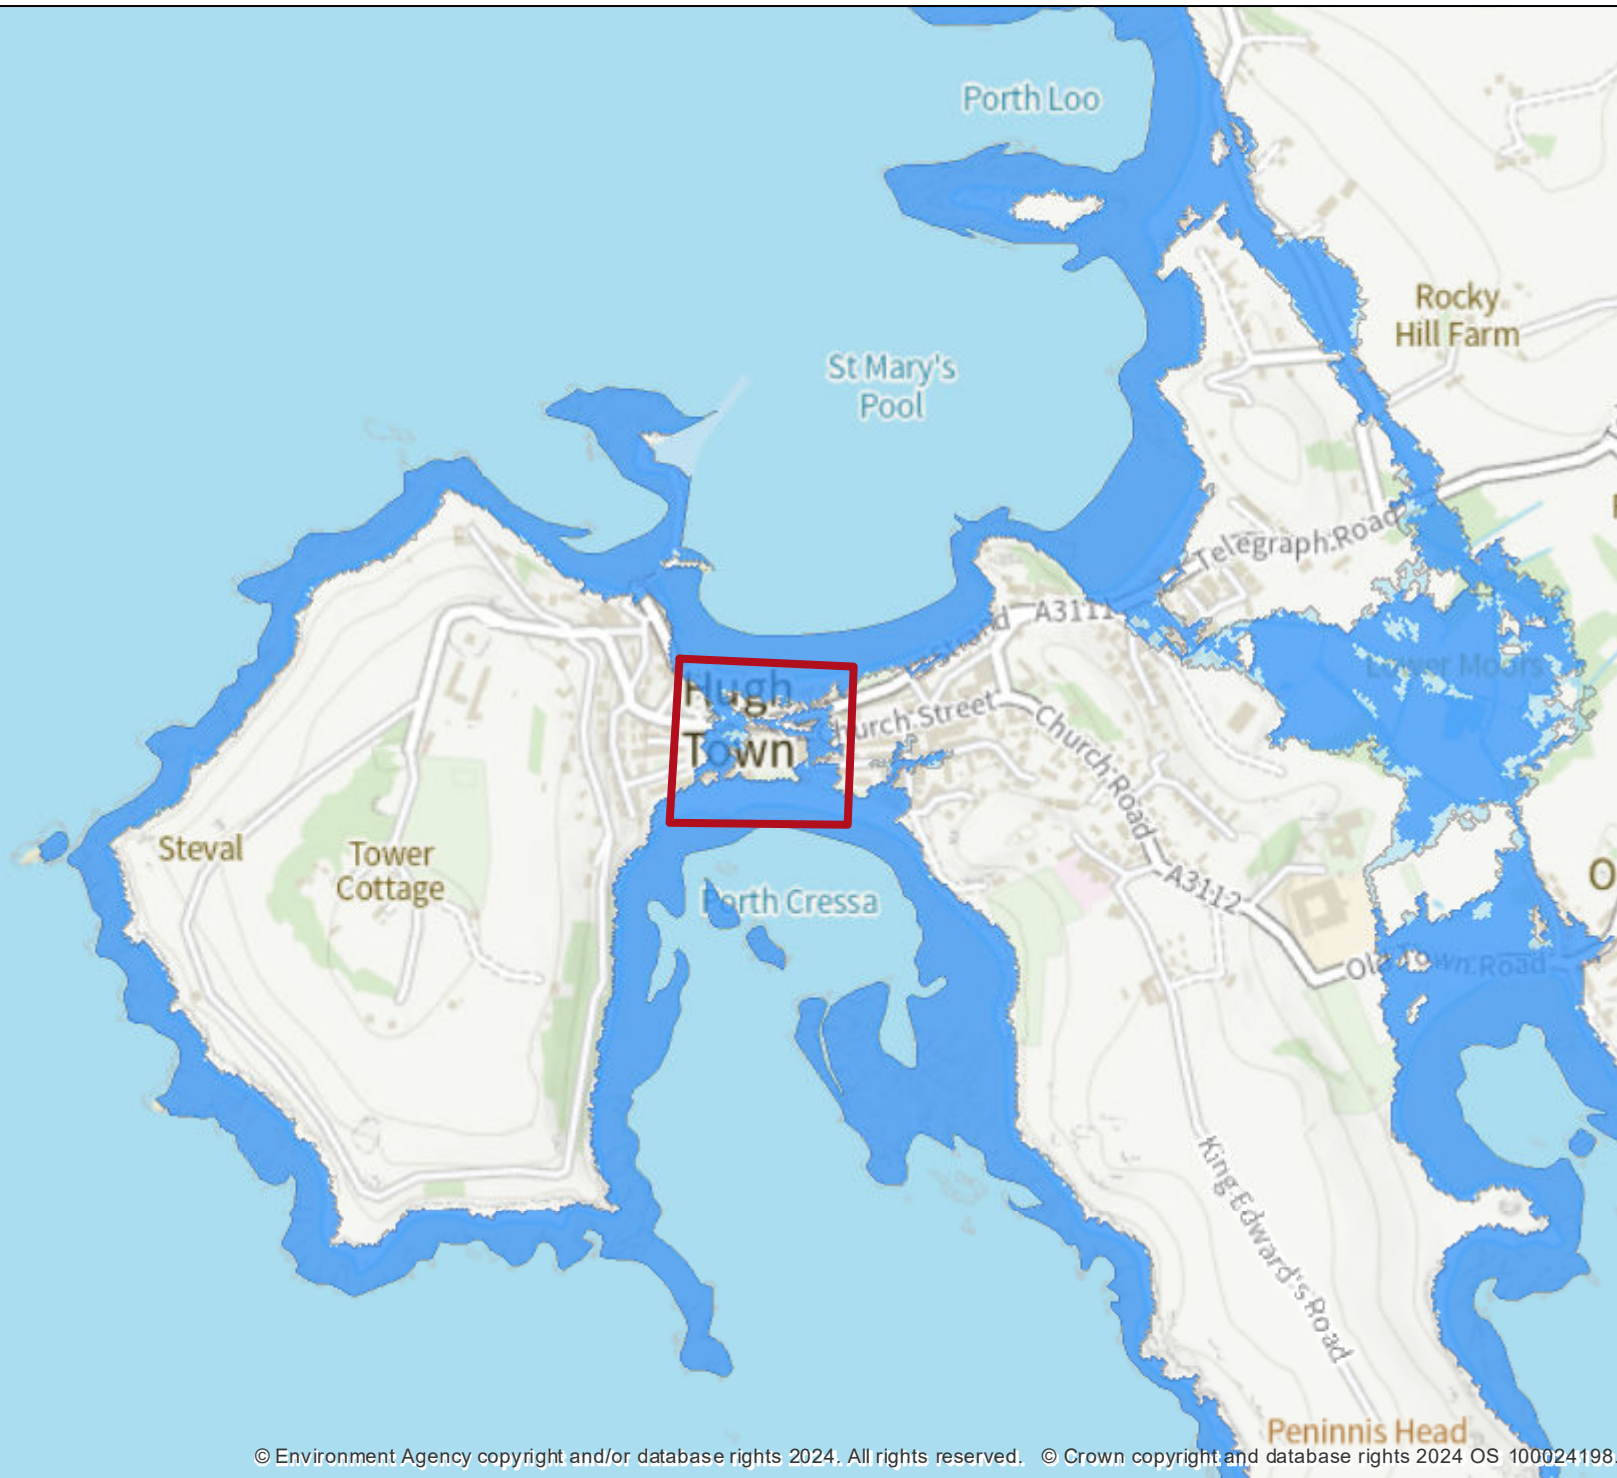 Porth Loo
Rocky
Hill Farm
St Mary's
Pool
Telegraph Road
Strand
A3111
Lower Moors
Hugh
Town
Church Street
Church Road
Steval
Tower
Cottage
A3112
O
Porth Cressa
Old Town Road
King Edward's Road
Peninnis Head
© Environment Agency copyright and/or database rights 2024. All rights reserved. © Crown copyright and database rights 2024 OS 100024198